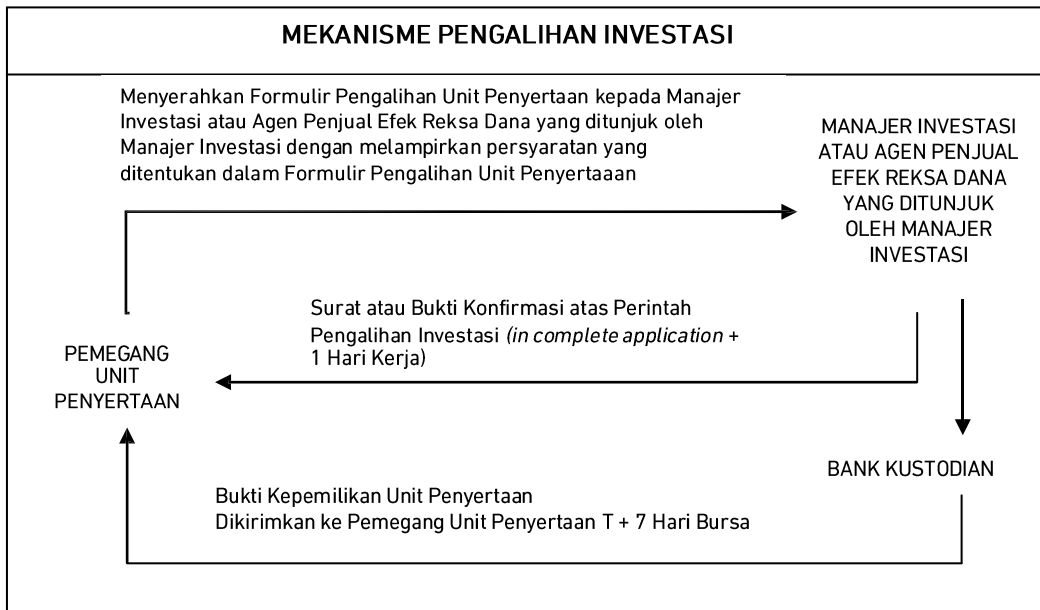 MEKANISME PENGALIHAN INVESTASI
Menyerahkan Formulir Pengalihan Unit Penyertaan kepada Manajer
Investasi atau Agen Penjual Efek Reksa Dana yang ditunjuk oleh
Manajer Investasi dengan melampirkan persyaratan yang
ditentukan dalam Formulir Pengalihan Unit Penyertaaan
MANAJER INVESTASI
ATAU AGEN PENJUAL
EFEK REKSA DANA
YANG DITUNJUK
OLEH MANAJER
INVESTASI
Surat atau Bukti Konfirmasi atas Perintah
Pengalihan Investasi (in complete application +
1 Hari Kerja)
PEMEGANG
UNIT
PENYERTAAN
BANK KUSTODIAN
Bukti Kepemilikan Unit Penyertaan
Dikirimkan ke Pemegang Unit Penyertaan T + 7 Hari Bursa